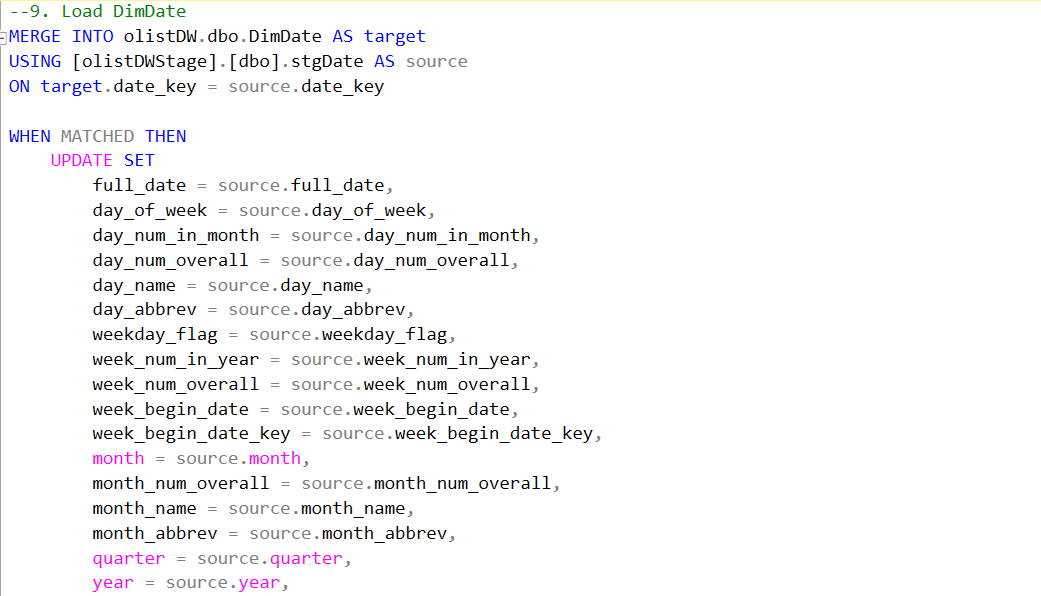 --9. Load DimDate
MERGE INTO olistDW.dbo.DimDate AS target
USING [olistDWStage].[dbo].stgDate AS source
ON target.date_key = source.date_key

WHEN MATCHED THEN
    UPDATE SET
        full_date = source.full_date,
        day_of_week = source.day_of_week,
        day_num_in_month = source.day_num_in_month,
        day_num_overall = source.day_num_overall,
        day_name = source.day_name,
        day_abbrev = source.day_abbrev,
        weekday_flag = source.weekday_flag,
        week_num_in_year = source.week_num_in_year,
        week_num_overall = source.week_num_overall,
        week_begin_date = source.week_begin_date,
        week_begin_date_key = source.week_begin_date_key,
        month = source.month,
        month_num_overall = source.month_num_overall,
        month_name = source.month_name,
        month_abbrev = source.month_abbrev,
        quarter = source.quarter,
        year = source.year,